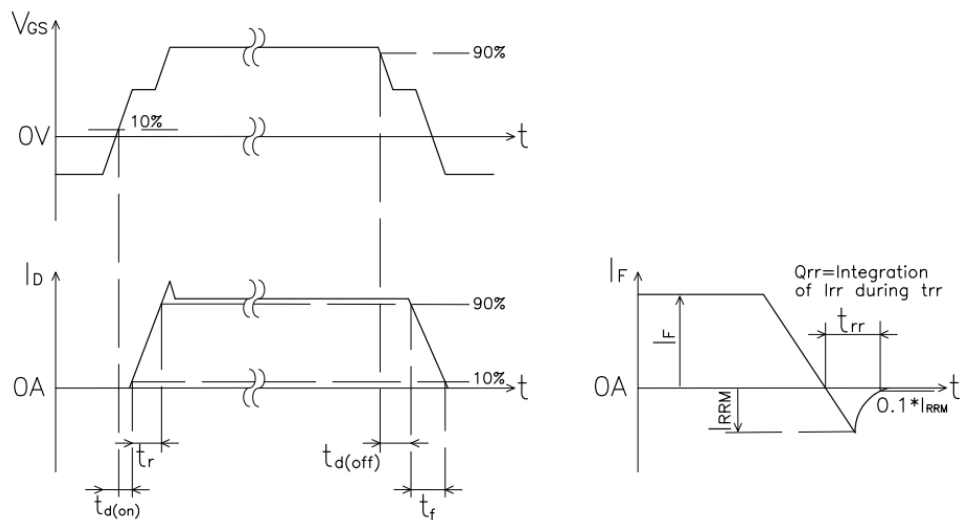 VGS
90%
10%
0V
t
ID
90%
0A
10%
t
tr
td(off)
td(on)
tf
IF
Qrr=Integration
of Irr during trr
trr
IF
0A
t
IRRM
0.1*IRRM